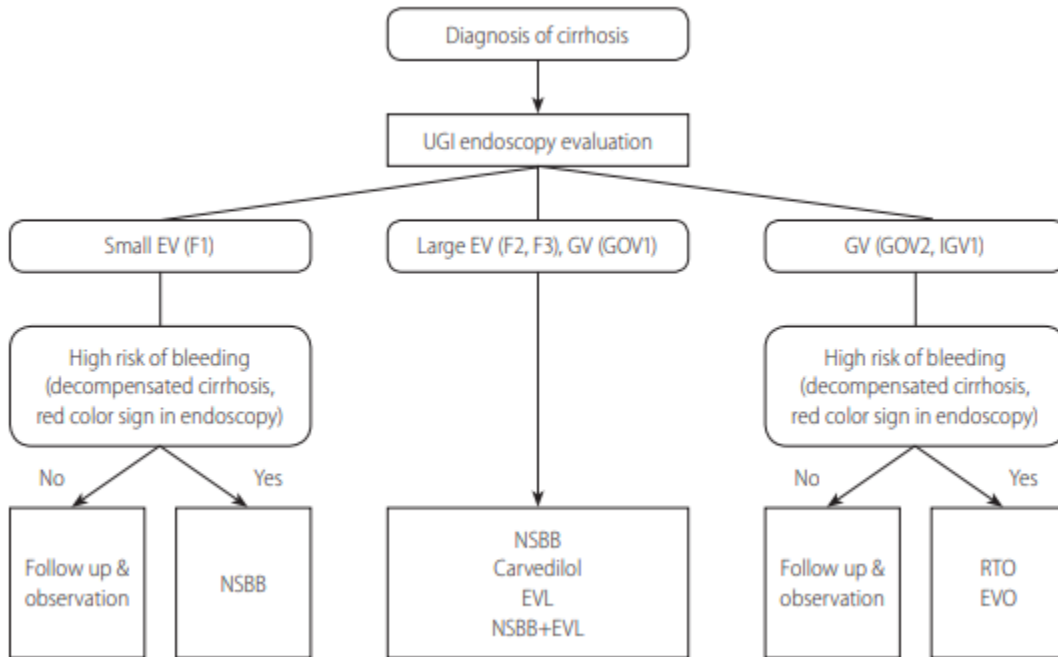 Diagnosis of cirrhosis
UGI endoscopy evaluation
Small EV (F1)
Large EV (F2, F3), GV (GOV1)
GV (GOV2, IGV1)
High risk of bleeding
(decompensated cirrhosis,
red color sign in endoscopy)
High risk of bleeding
(decompensated cirrhosis,
red color sign in endoscopy)
No
Yes
No
Yes
Follow up &
observation
NSBB
NSBB
Carvedilol
EVL
NSBB+EVL
Follow up &
observation
RTO
EVO